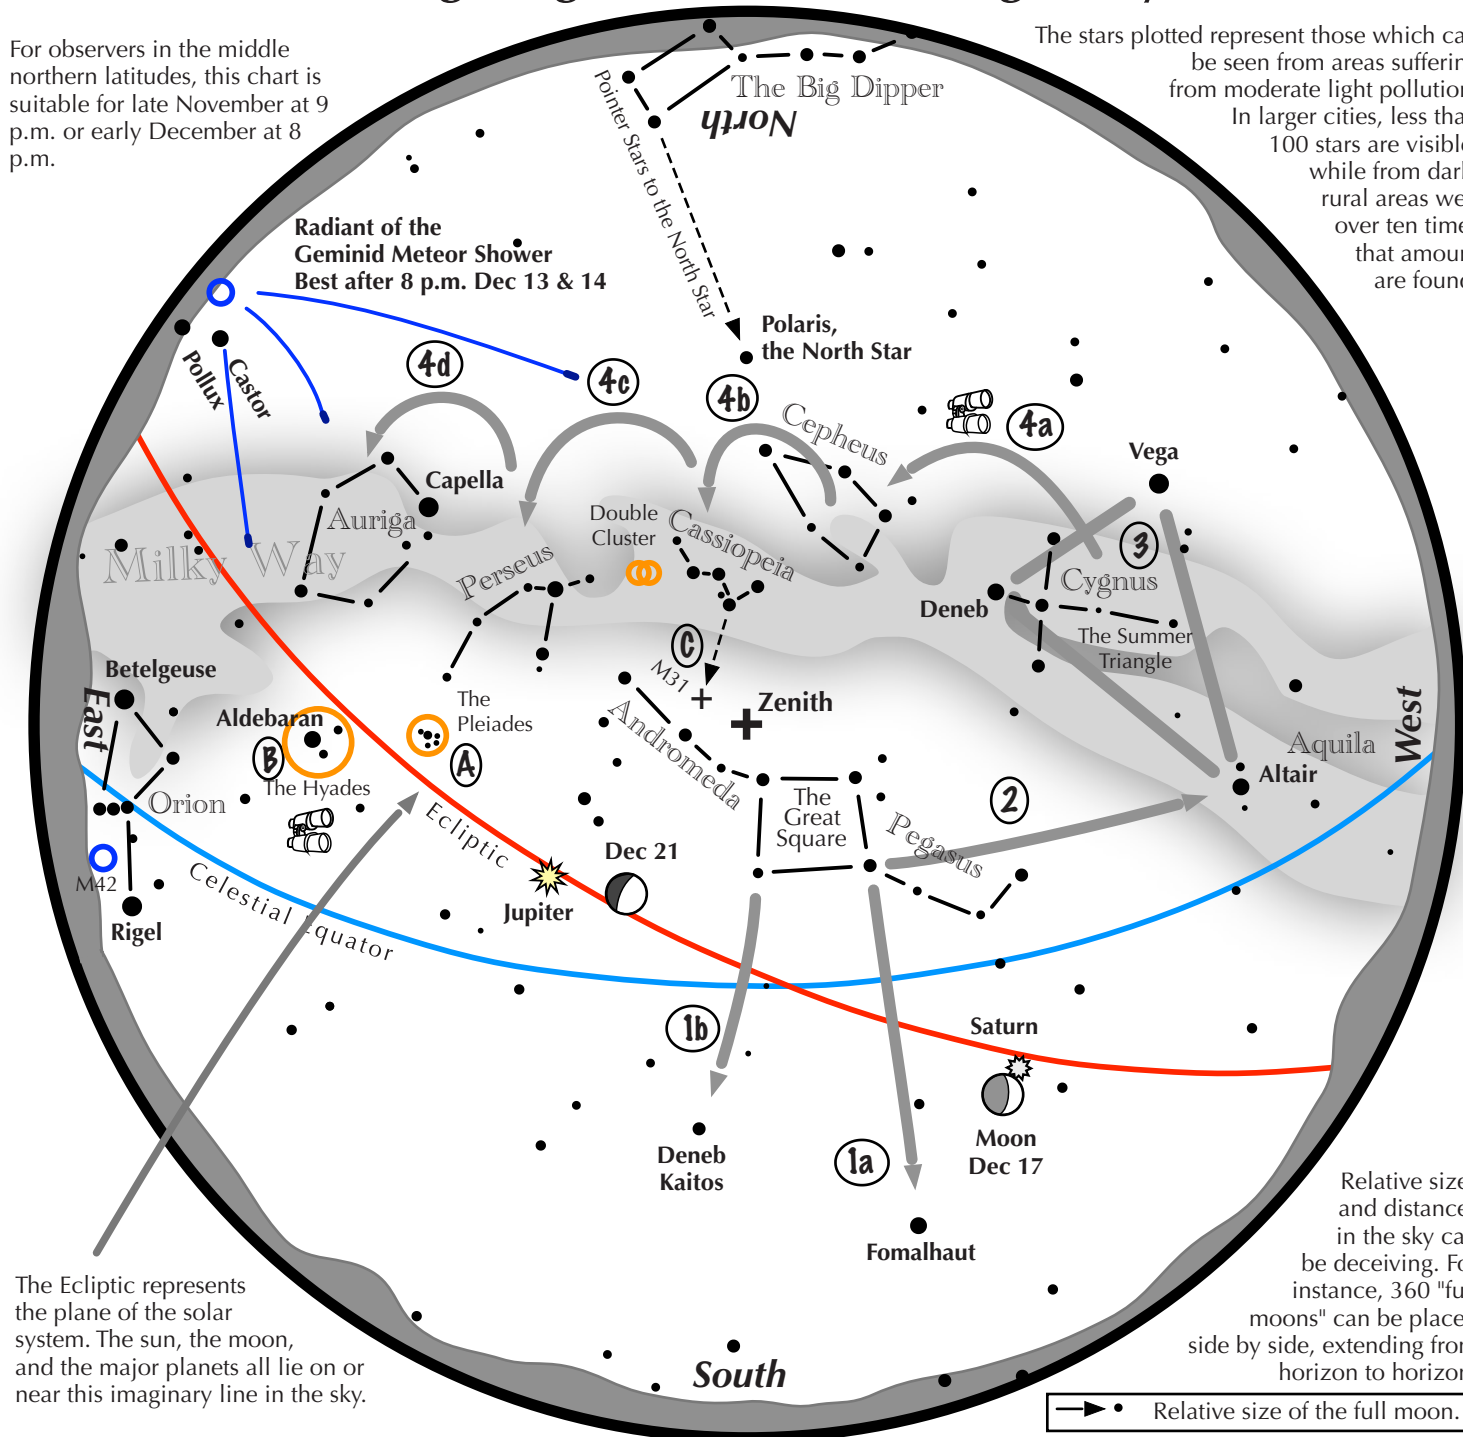 For observers in the middle
northern latitudes, this chart is
suitable for late November at 9
p.m. or early December at 8
p.m.
The stars plotted represent those which ca
be seen from areas sufferin
from moderate light pollution
In larger cities, less tha
100 stars are visible
while from dark
rural areas we
over ten time
that amoun
are found
The Big Dipper
North
Pointer Stars to the North Star
Radiant of the
Geminid Meteor Shower
Best after 8 p.m. Dec 13 & 14
Polaris,
the North Star
Pollux
Castor
4d
4c
4b
4a
Cepheus
Vega
Capella
Auriga
Double
Cluster
Cassiopeia
3
Milky Way
Perseus
Cygnus
Deneb
The Summer
Triangle
C
M31
Betelgeuse
East
Zenith
West
Aldebaran
The
Pleiades
Andromeda
Aquila
Altair
B
A
The Hyades
Orion
The
Great
Square
2
Pegasus
Ecliptic
Dec 21
M42
Celestial Equator
Jupiter
Rigel
1b
Saturn
Moon
Dec 17
Deneb
Kaitos
1a
Fomalhaut
The Ecliptic represents
the plane of the solar
system. The sun, the moon,
and the major planets all lie on or
near this imaginary line in the sky.
Relative size
and distance
in the sky ca
be deceiving. Fo
instance, 360 "fu
moons" can be place
side by side, extending from
horizon to horizon
South
Relative size of the full moon.